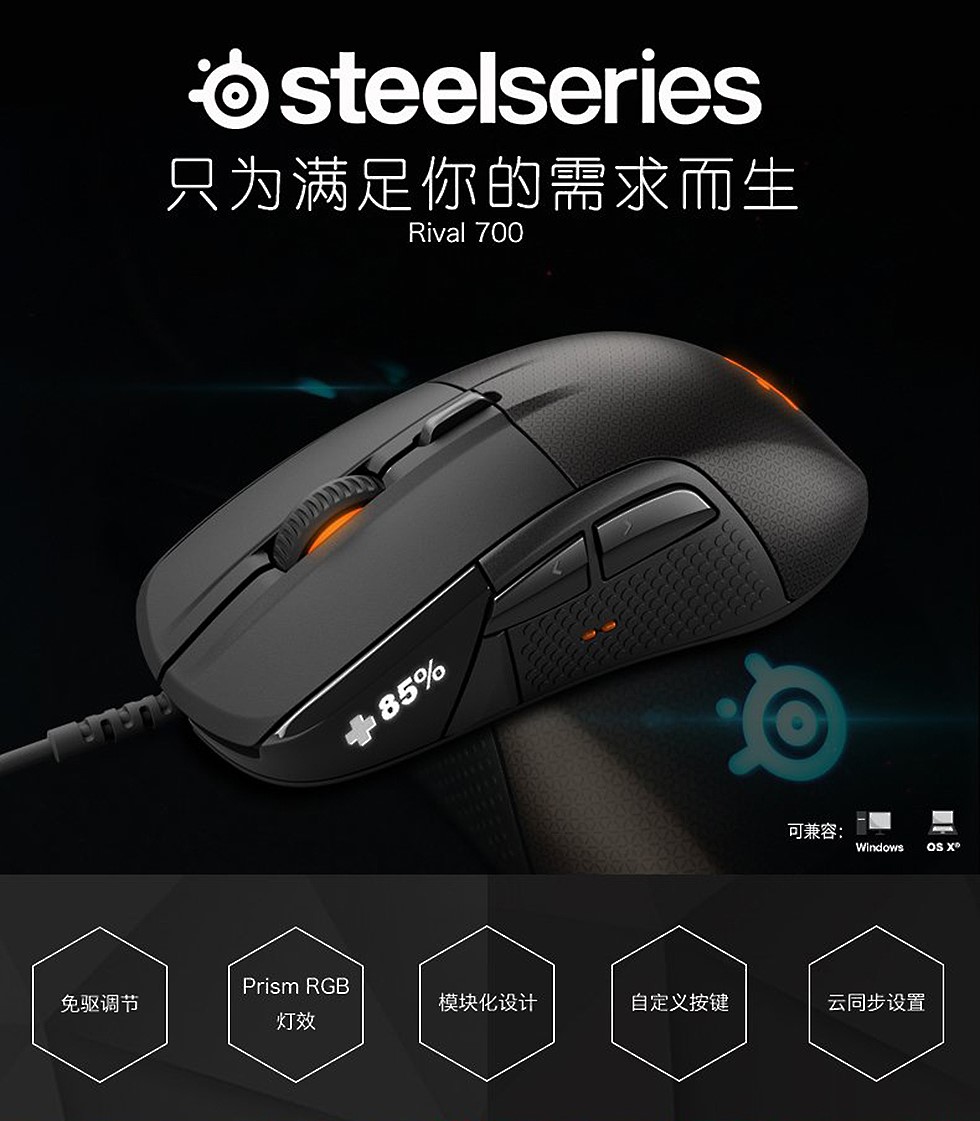 steelseries
只为满足你的需求而生
Rival 700
85%
可兼容:
Windows
OS X®
免驱调节
Prism RGB
灯效
模块化设计
自定义按键
云同步设置